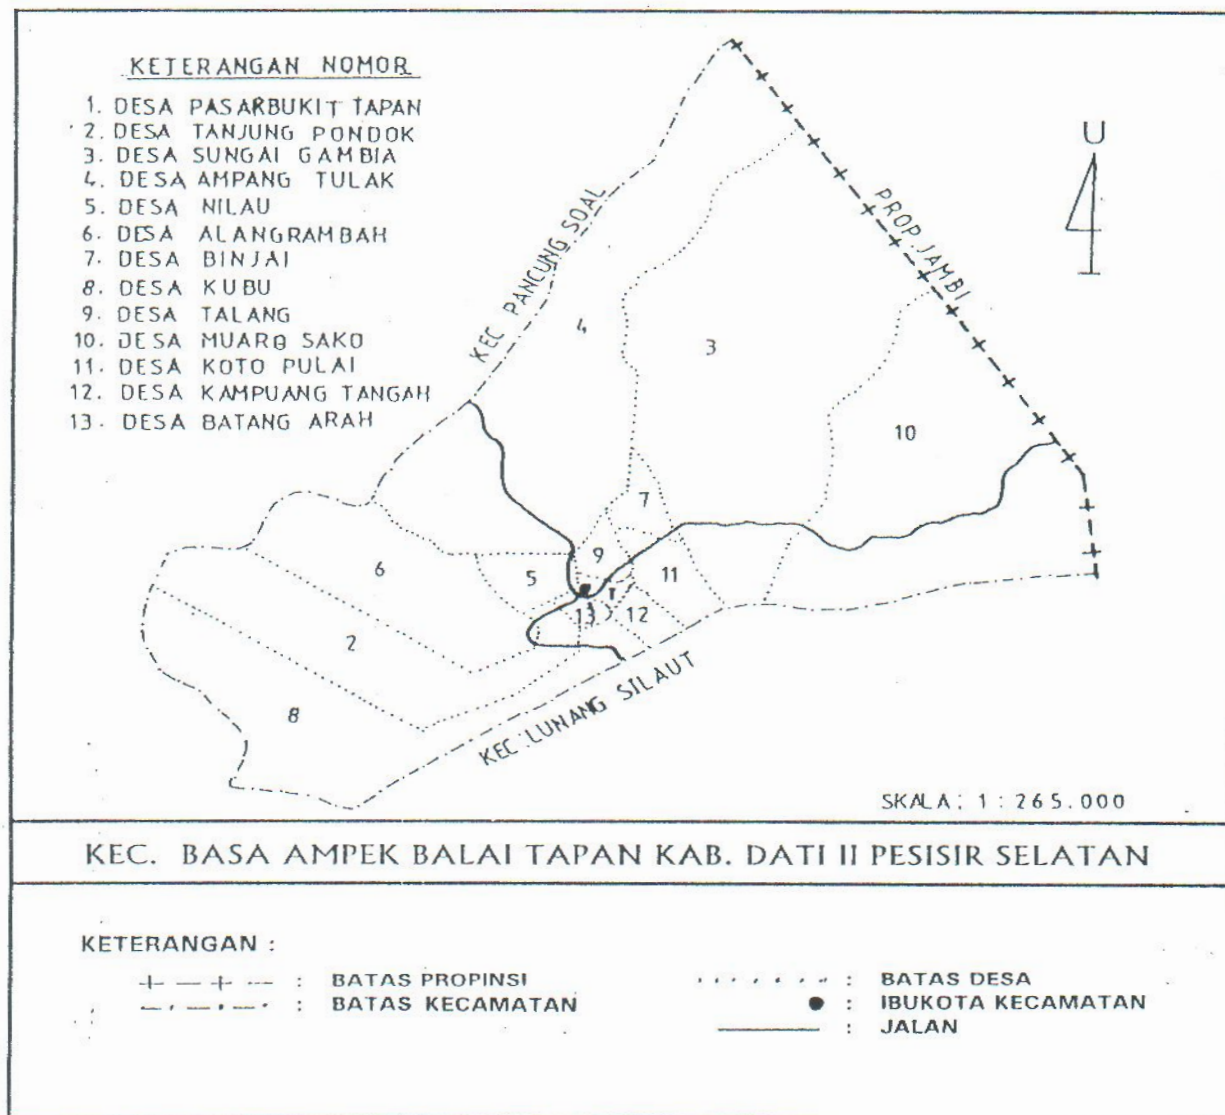 KETERANGAN NOMOR
1. DESA PASARBUKIT TAPAN
2. DESA TANJUNG PONDOK
3. DESA SUNGAI GAMBIA
4. DESA AMPANG TULAK
5. DESA NILAU
6. DESA ALANGRAMBAH
7. DESA BINJAI
8. DESA KUBU
9. DESA TALANG
10. DESA MUARO SAKO
11. DESA KOTO PULAI
12. DESA KAMPUANG TANGAH
13. DESA BATANG ARAH
U
KEC PANCUNG SOAL
PROP. JAMBI
4
3
10
7
9
11
6
5
1
13
12
2
8
KEC. LUNANG SILAUT
SKALA: 1 : 265.000
KEC. BASA AMPEK BALAI TAPAN KAB. DATI II PESISIR SELATAN
KETERANGAN :
: BATAS PROPINSI
: BATAS KECAMATAN
: BATAS DESA
: IBUKOTA KECAMATAN
: JALAN